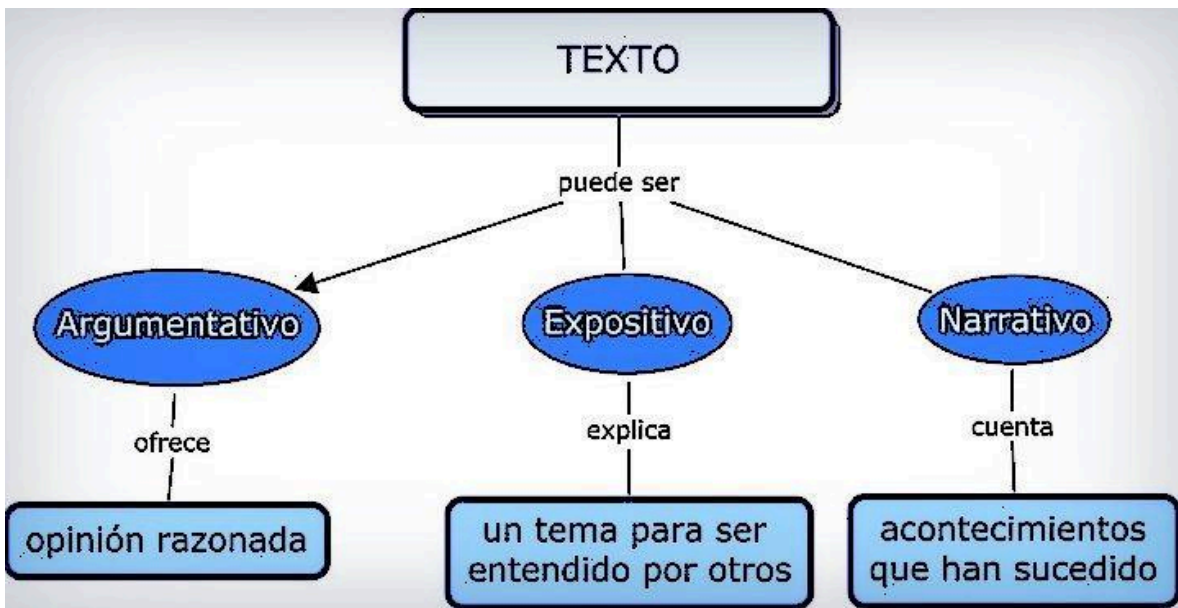 TEXTO
puede ser
Argumentativo
Expositivo
Narrativo
ofrece
explica
cuenta
opinión razonada
un tema para ser
entendido por otros
acontecimientos
que han sucedido